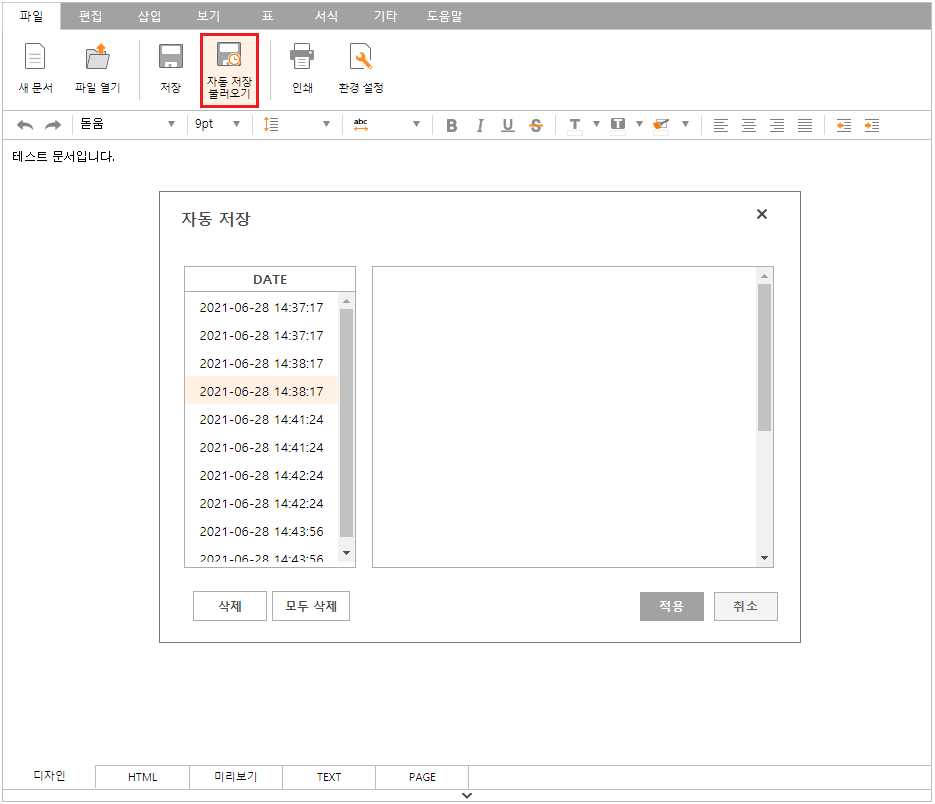 파일 편집 삽입 보기 표 서식 기타 도움말
새 문서 파일 열기 저장 자동 저장 불러오기 인쇄 환경 설정
돋움 9pt abc B I U S T T
테스트 문서입니다.
자동 저장
DATE
2021-06-28 14:37:17
2021-06-28 14:37:17
2021-06-28 14:38:17
2021-06-28 14:38:17
2021-06-28 14:41:24
2021-06-28 14:41:24
2021-06-28 14:42:24
2021-06-28 14:42:24
2021-06-28 14:43:56
2021-06-28 14:43:56
삭제 모두 삭제 적용 취소
디자인 HTML 미리보기 TEXT PAGE